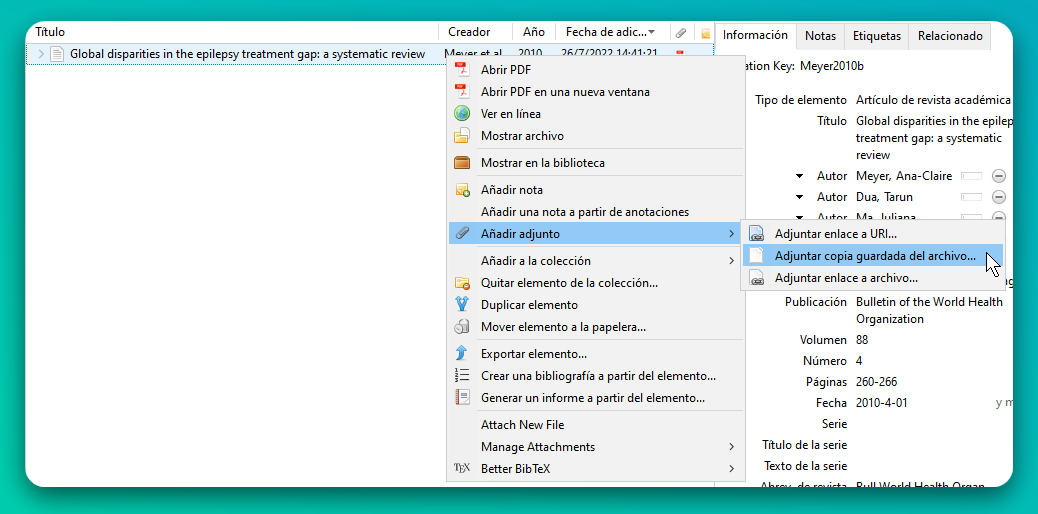 Título Creador Año Fecha de adic...
Global disparities in the epilepsy treatment gap: a systematic review Meyer et al. 2010 26/7/2022 14:41:21
Abrir PDF
Abrir PDF en una nueva ventana
Ver en línea
Mostrar archivo
Mostrar en la biblioteca
Añadir nota
Añadir una nota a partir de anotaciones
Añadir adjunto
Añadir a la colección
Quitar elemento de la colección...
Duplicar elemento
Mover elemento a la papelera...
Exportar elemento...
Crear una bibliografía a partir del elemento...
Generar un informe a partir del elemento...
Attach New File
Manage Attachments
TEX Better BibTeX
Adjuntar enlace a URI...
Adjuntar copia guardada del archivo...
Adjuntar enlace a archivo...
Información Notas Etiquetas Relacionado
ation Key: Meyer2010b
Tipo de elemento Artículo de revista académica
Título Global disparities in the epilep
treatment gap: a systematic
review
Autor Meyer, Ana-Claire
Autor Dua, Tarun
Autor Ma, Juliana
Publicación Bulletin of the World Health
Organization
Volumen 88
Número 4
Páginas 260-266
Fecha 2010-4-01 y m
Serie
Título de la serie
Texto de la serie
Abrev. de revista Bull World Health Organ